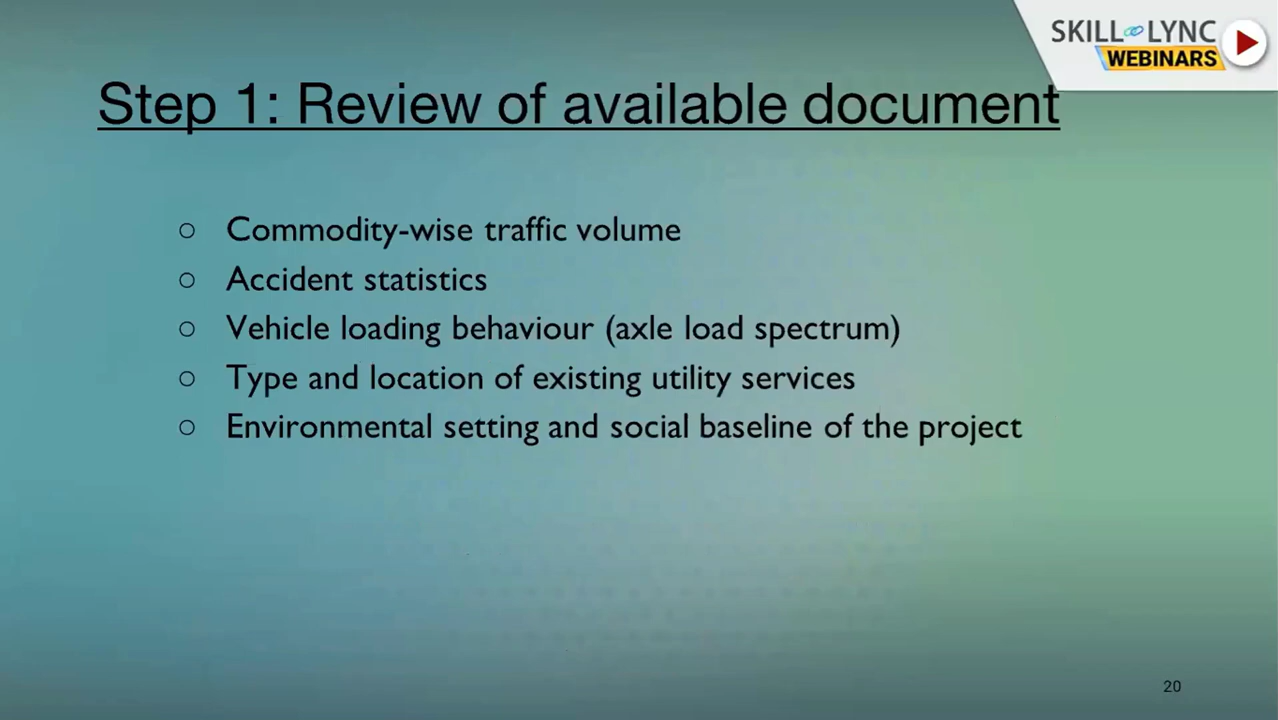 SKILL LYNC
WEBINARS
Step 1: Review of available document
○ Commodity-wise traffic volume
○ Accident statistics
○ Vehicle loading behaviour (axle load spectrum)
○ Type and location of existing utility services
○ Environmental setting and social baseline of the project
20